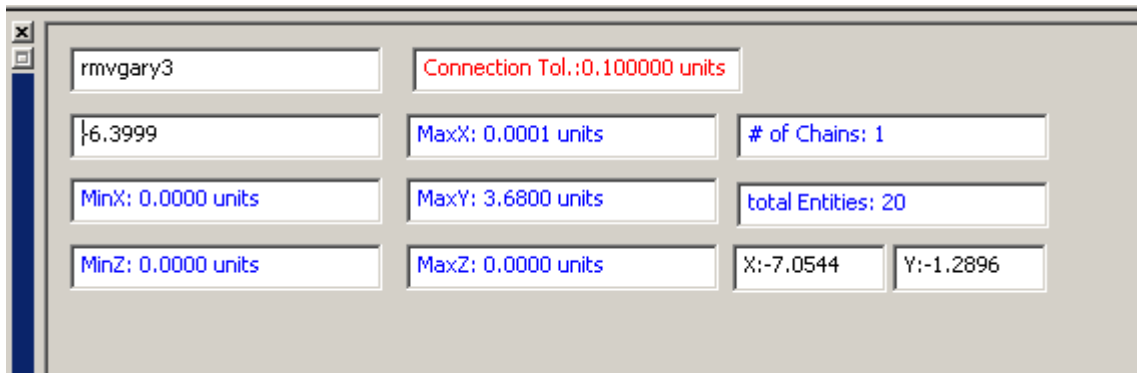 rmvgary3 Connection Tol.:0.100000 units
-6.3999 MaxX: 0.0001 units # of Chains: 1
MinX: 0.0000 units MaxY: 3.6800 units total Entities: 20
MinZ: 0.0000 units MaxZ: 0.0000 units X:-7.0544 Y:-1.2896